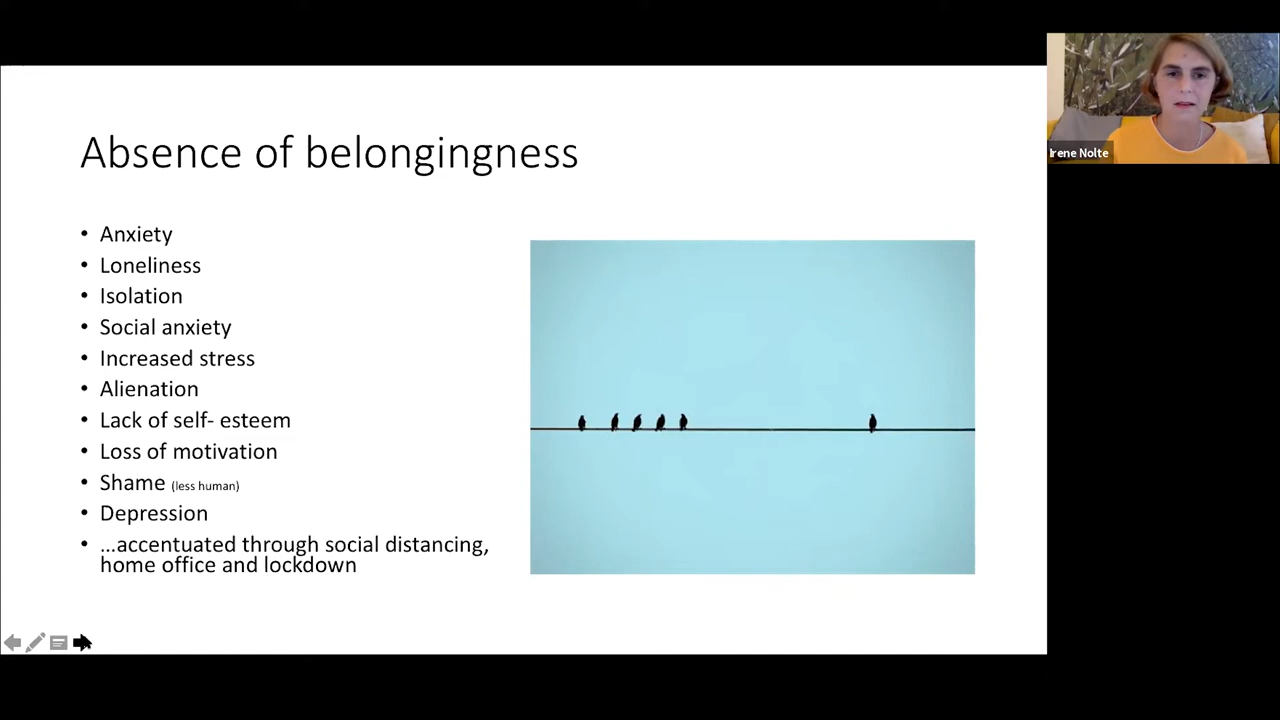 Absence of belongingness
• Anxiety
• Loneliness
• Isolation
• Social anxiety
• Increased stress
• Alienation
• Lack of self- esteem
• Loss of motivation
• Shame (less human)
• Depression
• ...accentuated through social distancing,
home office and lockdown
Irene Nolte